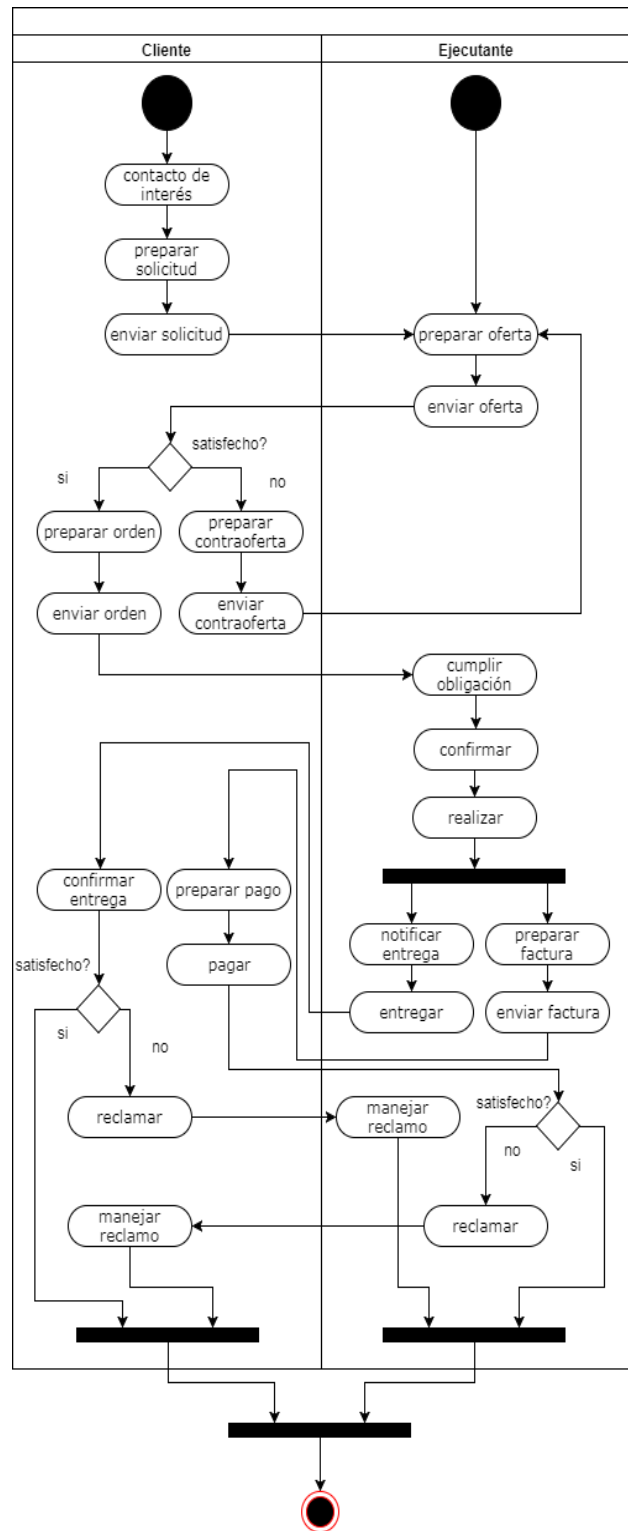 Cliente
Ejecutante
contacto de
interés
preparar
solicitud
enviar solicitud
preparar oferta
enviar oferta
satisfecho?
si
no
preparar orden
preparar
contraoferta
enviar orden
enviar
contraoferta
cumplir
obligación
confirmar
realizar
confirmar
entrega
preparar pago
notificar
entrega
preparar
factura
pagar
satisfecho?
entregar
enviar factura
si
no
reclamar
manejar
reclamo
satisfecho?
no
si
manejar
reclamo
reclamar